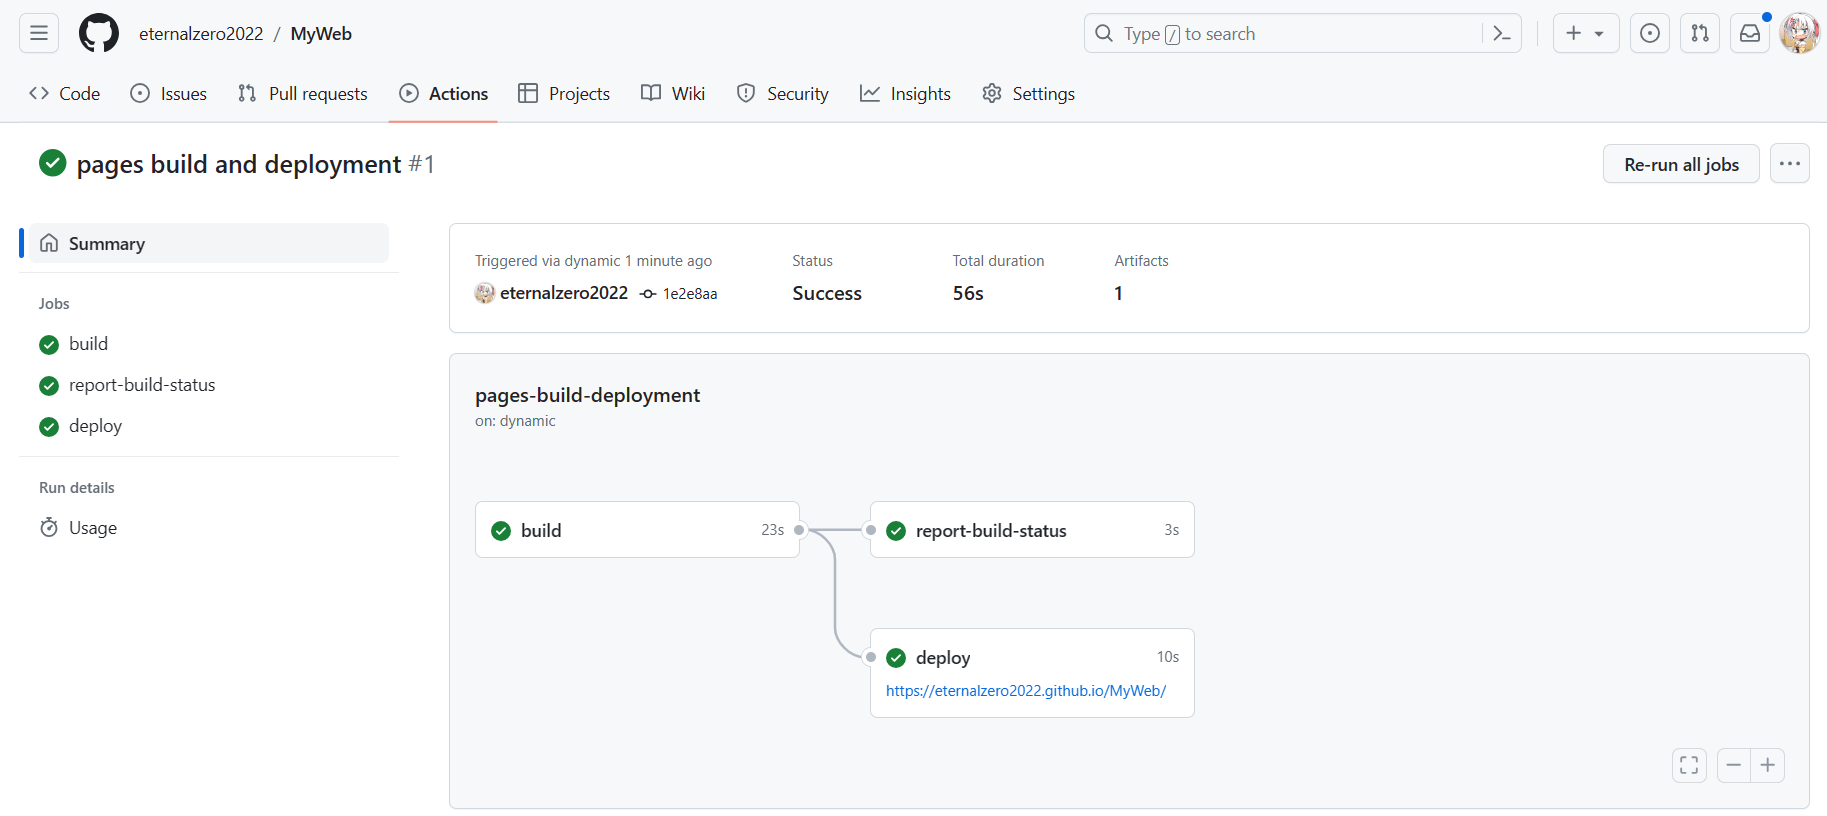 eternalzero2022 / MyWeb
Type / to search
Code Issues Pull requests Actions Projects Wiki Security Insights Settings
pages build and deployment #1
Re-run all jobs
Summary
Jobs
build
report-build-status
deploy
Run details
Usage
Triggered via dynamic 1 minute ago
eternalzero2022 1e2e8aa
Status
Success
Total duration
56s
Artifacts
1
pages-build-deployment
on: dynamic
build 23s
report-build-status 3s
deploy 10s
https://eternalzero2022.github.io/MyWeb/